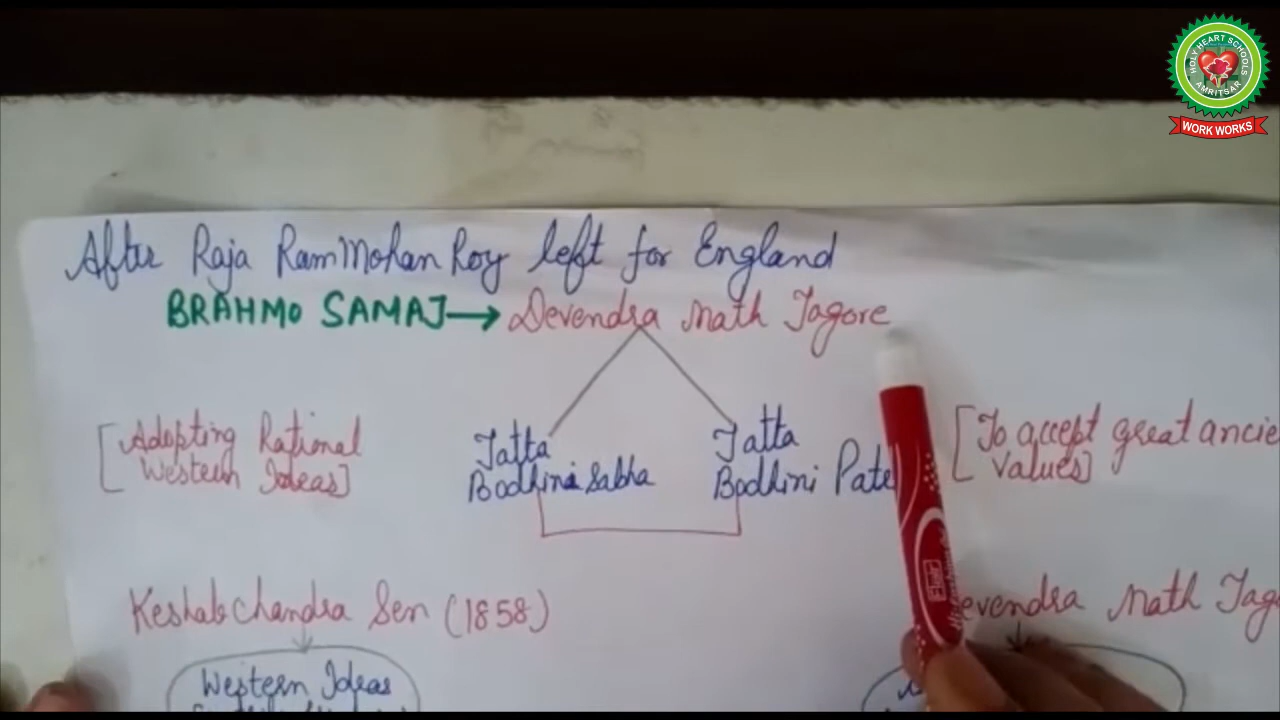 HOLY HEART SCHOOLS
AMRITSAR
WORK WORKS
After Raja RamMohan Roy left for England
BRAHMO SAMAJ → Devendra Nath Tagore
[Adopting Rational
Western Ideas]
Tatta
Bodhini Sabha
Tatta
Bodhini Pate
[To accept great ancie
values]
Keshab Chandra Sen (1858)
evendra Nath Tag
Western Ideas